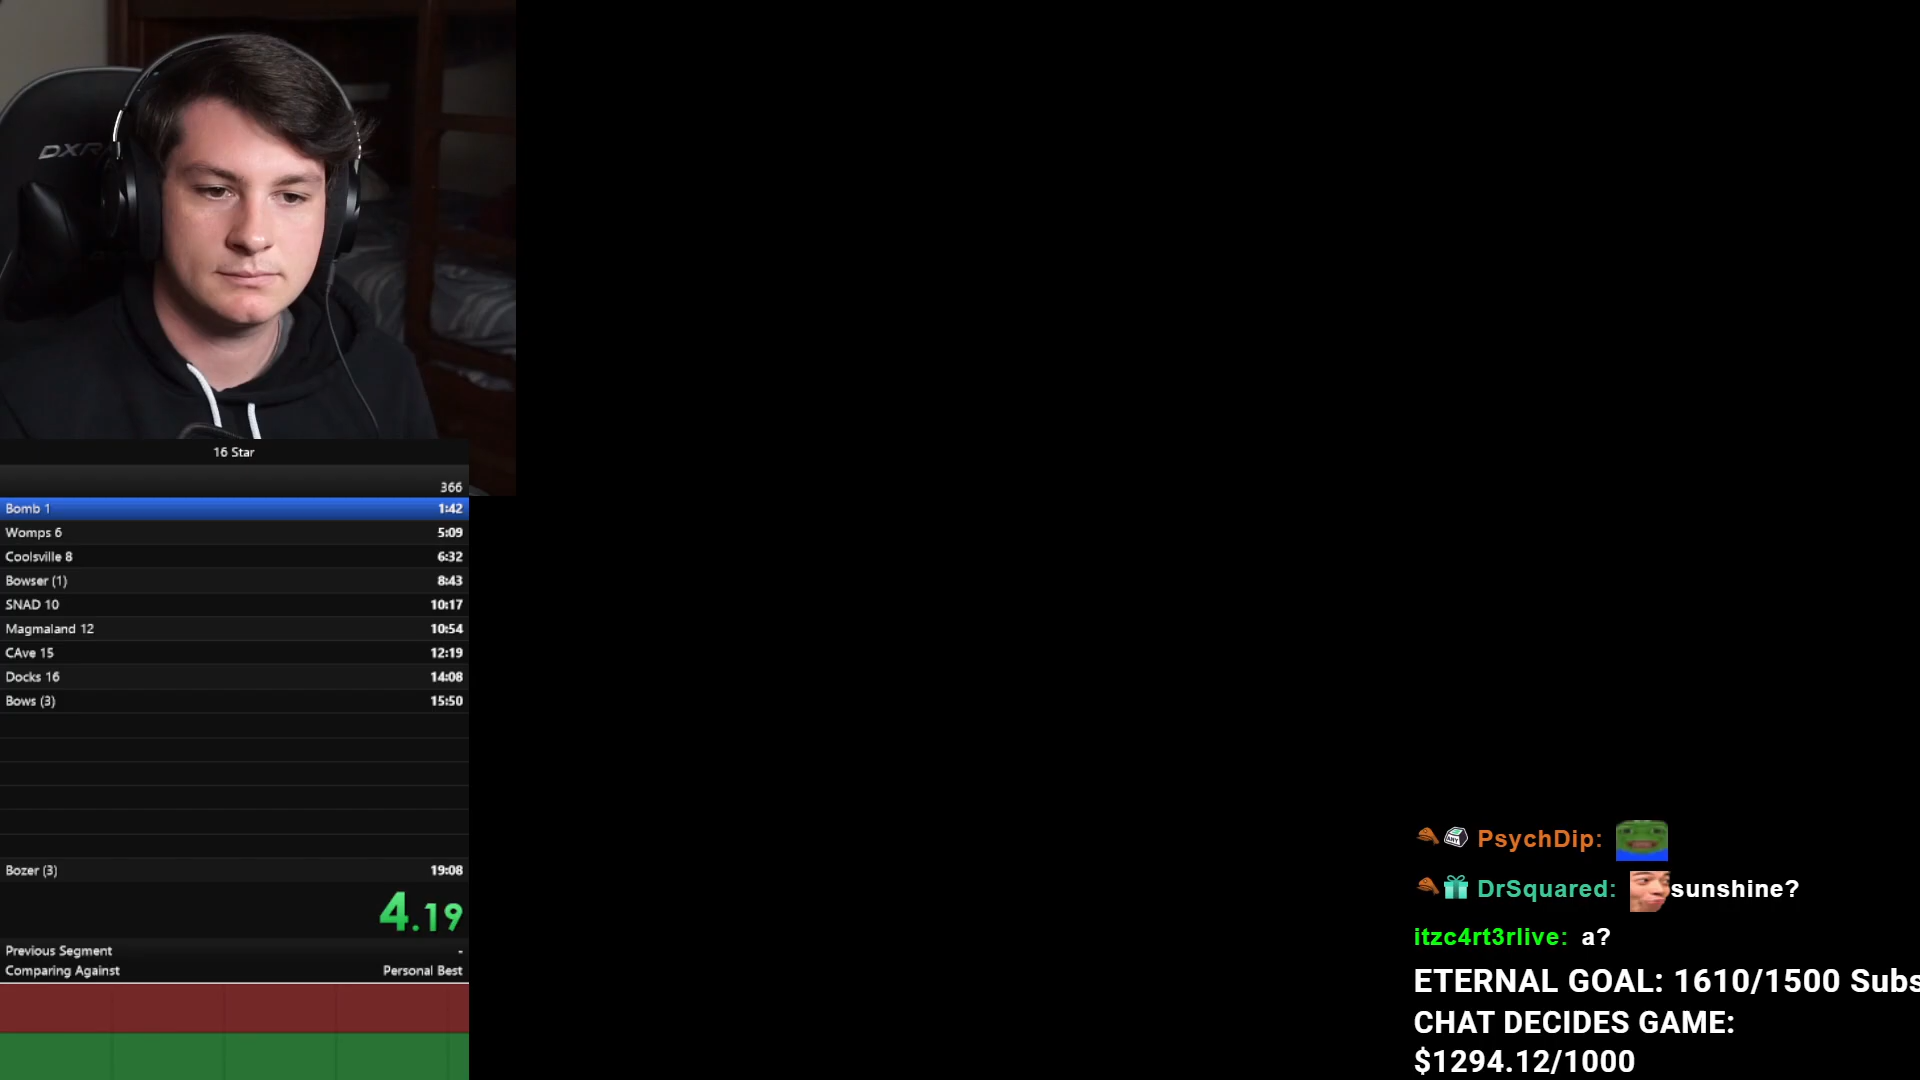 DXRA
16 Star
366
Bomb 1 1:42
Womps 6 5:09
Coolsville 8 6:32
Bowser (1) 8:43
SNAD 10 10:17
Magmaland 12 10:54
CAve 15 12:19
Docks 16 14:08
Bows (3) 15:50
Bozer (3) 19:08
4.19
Previous Segment -
Comparing Against Personal Best
PsychDip:
DrSquared: sunshine?
itzc4rt3rlive: a?
ETERNAL GOAL: 1610/1500 Subs
CHAT DECIDES GAME:
$1294.12/1000